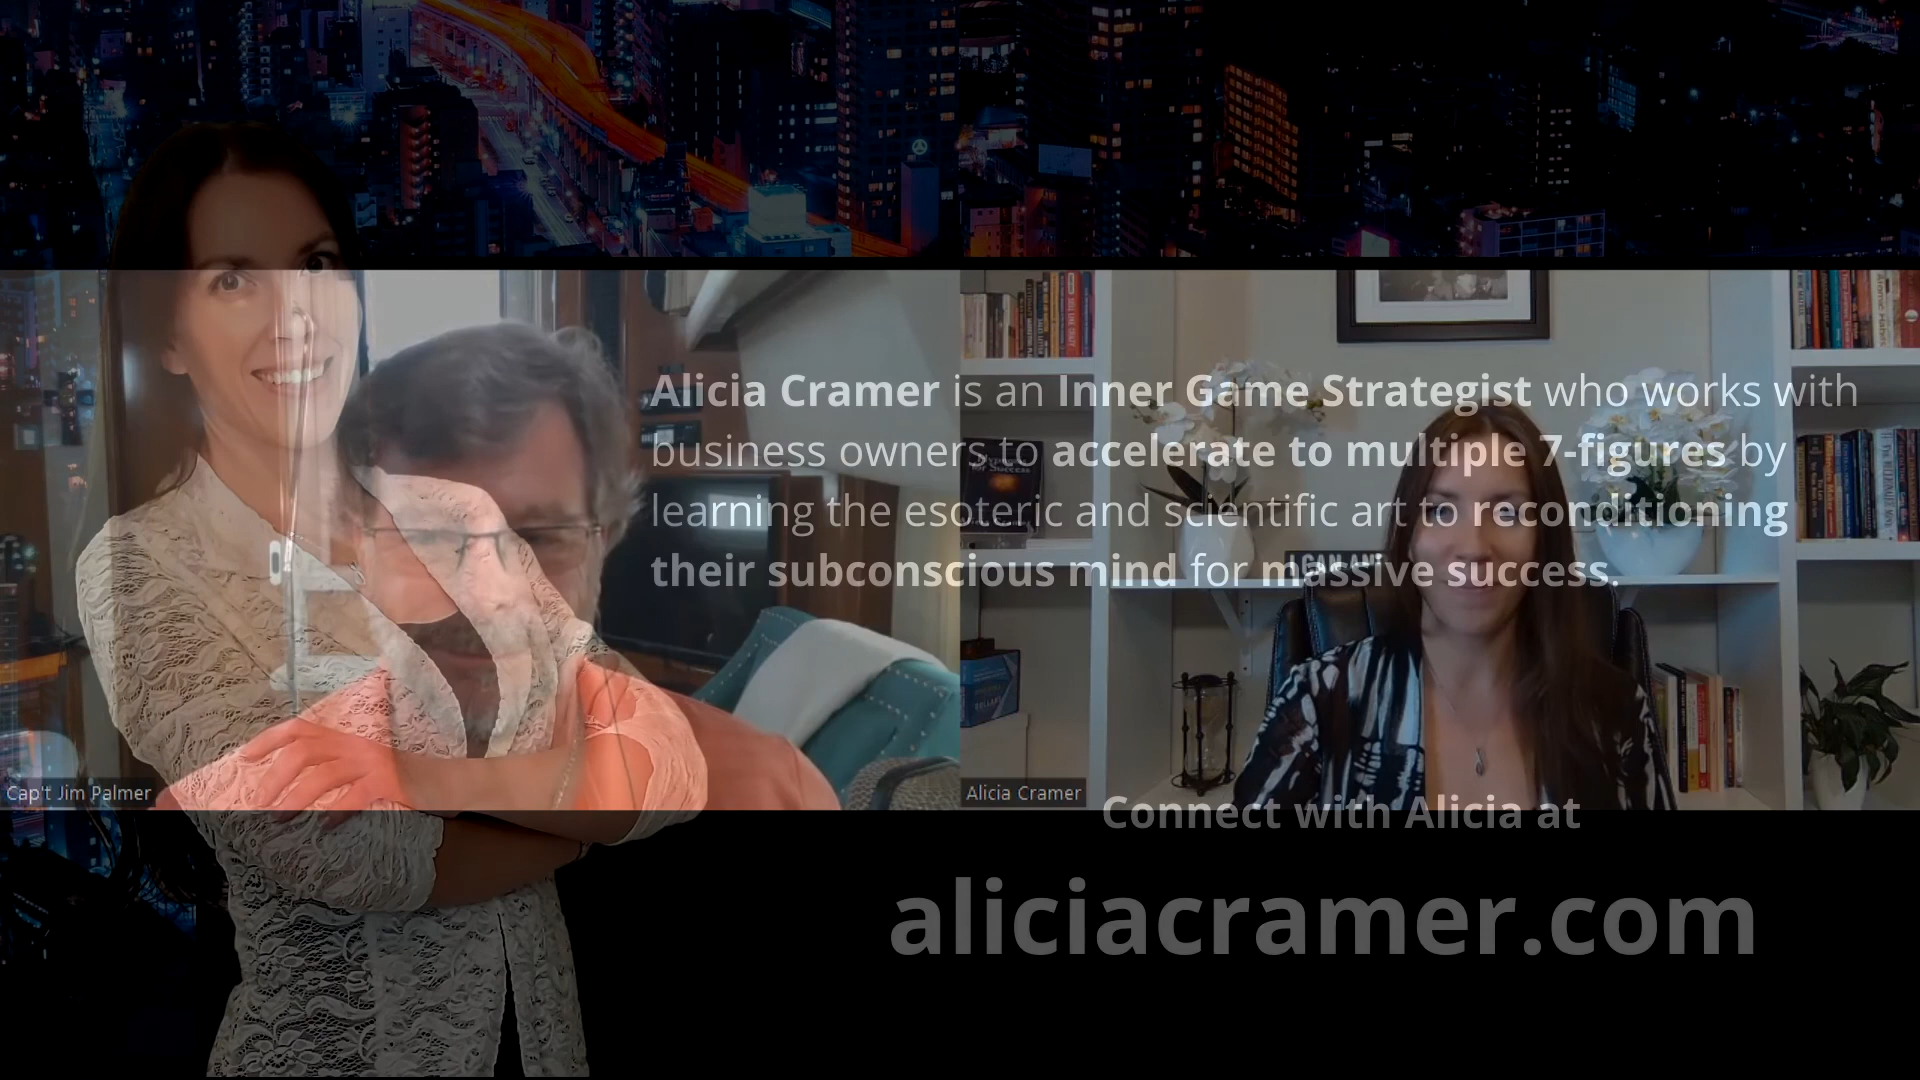 Alicia Cramer is an Inner Game Strategist who works with
business owners to accelerate to multiple 7-figures by
learning the esoteric and scientific art to reconditioning
their subconscious mind for massive success.
I CAN AND
Cap't Jim Palmer
Alicia Cramer
Connect with Alicia at
aliciacramer.com